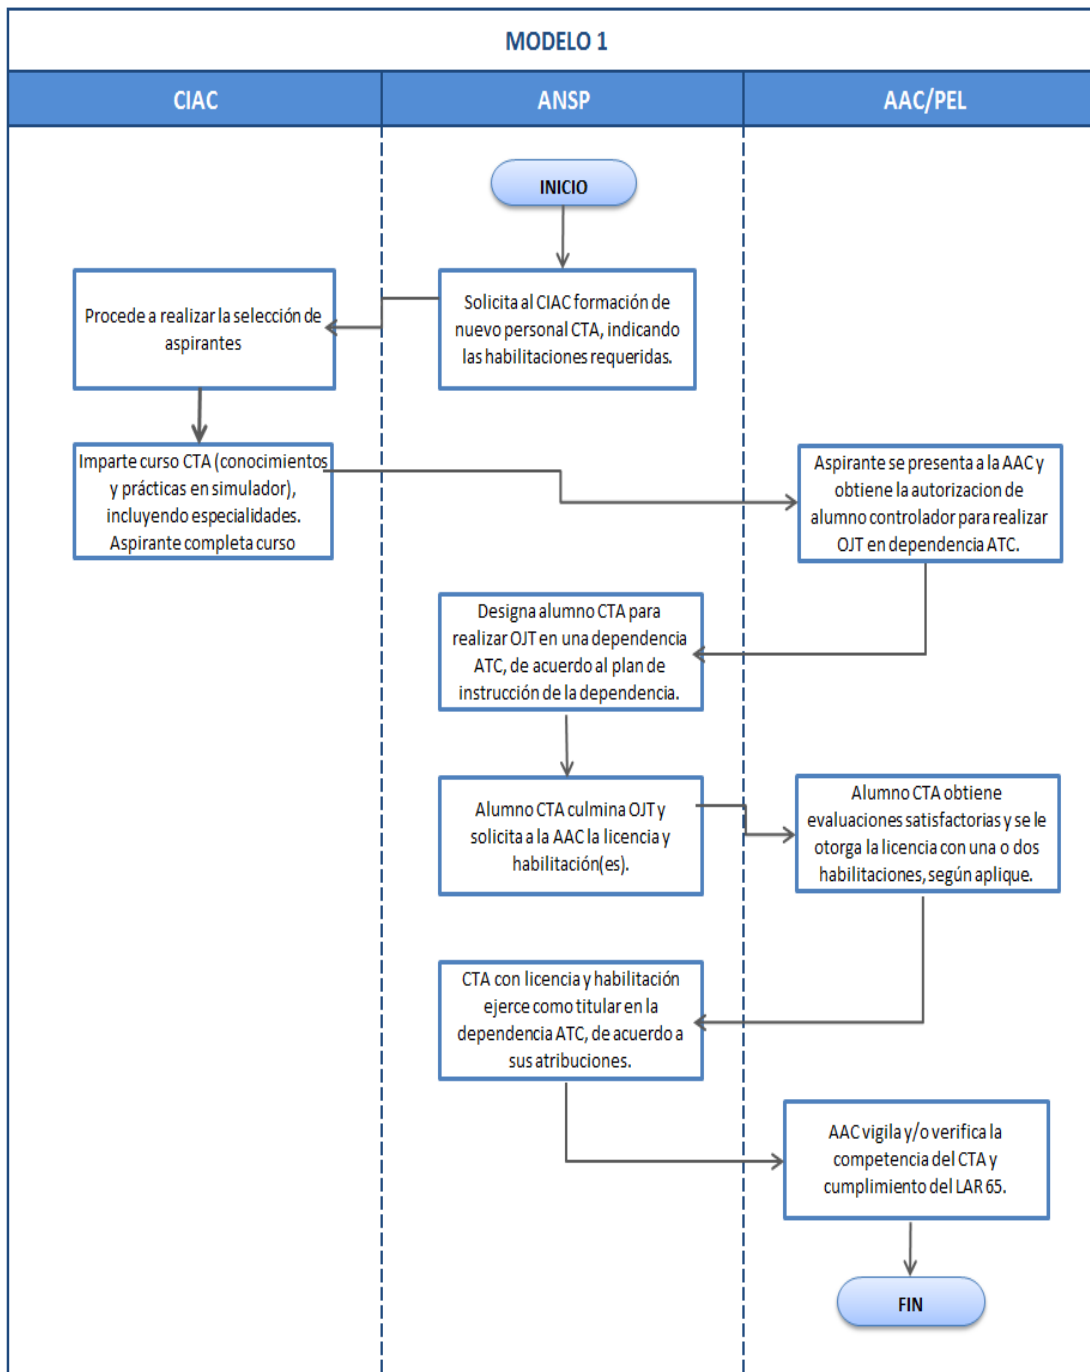 MODELO 1
CIAC
ANSP
AAC/PEL
INICIO
Solicita al CIAC formación de
nuevo personal CTA, indicando
las habilitaciones requeridas.
Procede a realizar la selección de
aspirantes
Imparte curso CTA (conocimientos
y prácticas en simulador),
incluyendo especialidades.
Aspirante completa curso
Aspirante se presenta a la AAC y
obtiene la autorizacion de
alumno controlador para realizar
OJT en dependencia ATC.
Designa alumno CTA para
realizar OJT en una dependencia
ATC, de acuerdo al plan de
instrucción de la dependencia.
Alumno CTA culmina OJT y
solicita a la AAC la licencia y
habilitación(es).
Alumno CTA obtiene
evaluaciones satisfactorias y se le
otorga la licencia con una o dos
habilitaciones, según aplique.
CTA con licencia y habilitación
ejerce como titular en la
dependencia ATC, de acuerdo a
sus atribuciones.
AAC vigila y/o verifica la
competencia del CTA y
cumplimiento del LAR 65.
FIN